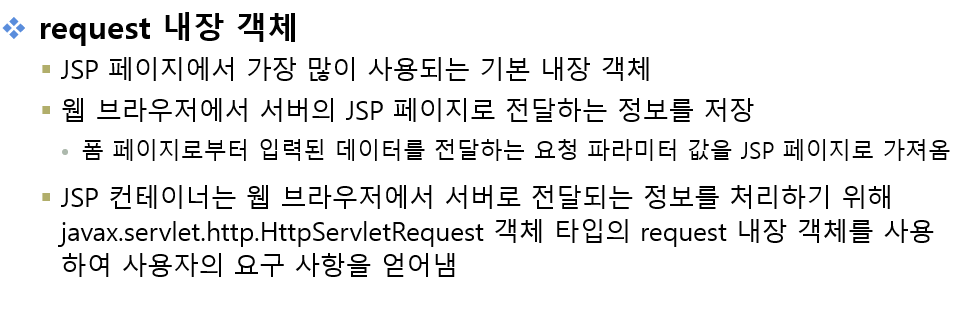 request 내장 객체
JSP 페이지에서 가장 많이 사용되는 기본 내장 객체
웹 브라우저에서 서버의 JSP 페이지로 전달하는 정보를 저장
폼 페이지로부터 입력된 데이터를 전달하는 요청 파라미터 값을 JSP 페이지로 가져옴
JSP 컨테이너는 웹 브라우저에서 서버로 전달되는 정보를 처리하기 위해
javax.servlet.http.HttpServletRequest 객체 타입의 request 내장 객체를 사용
하여 사용자의 요구 사항을 얻어냄